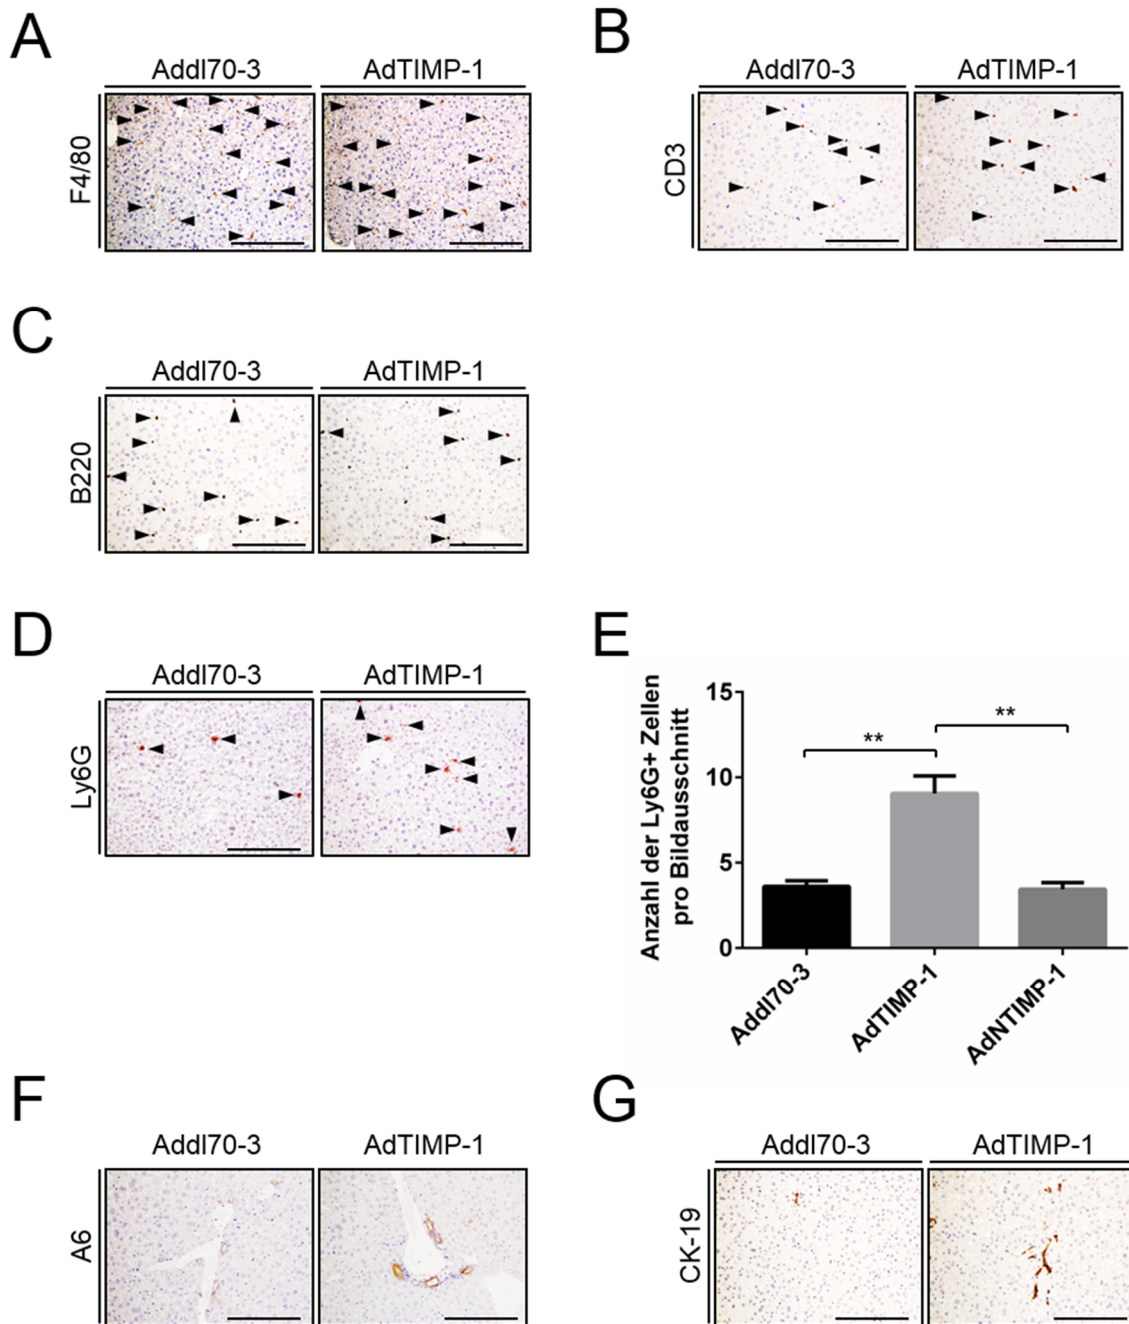 A
B
Addl70-3 AdTIMP-1
Addl70-3 AdTIMP-1
F4/80
CD3
C
Addl70-3 AdTIMP-1
B220
D
E
Addl70-3 AdTIMP-1
Ly6G
Anzahl der Ly6G+ Zellen
pro Bildausschnitt
15
10
5
0
**
**
Addl70-3
AdTIMP-1
AdNTIMP-1
F
G
Addl70-3 AdTIMP-1
Addl70-3 AdTIMP-1
A6
CK-19